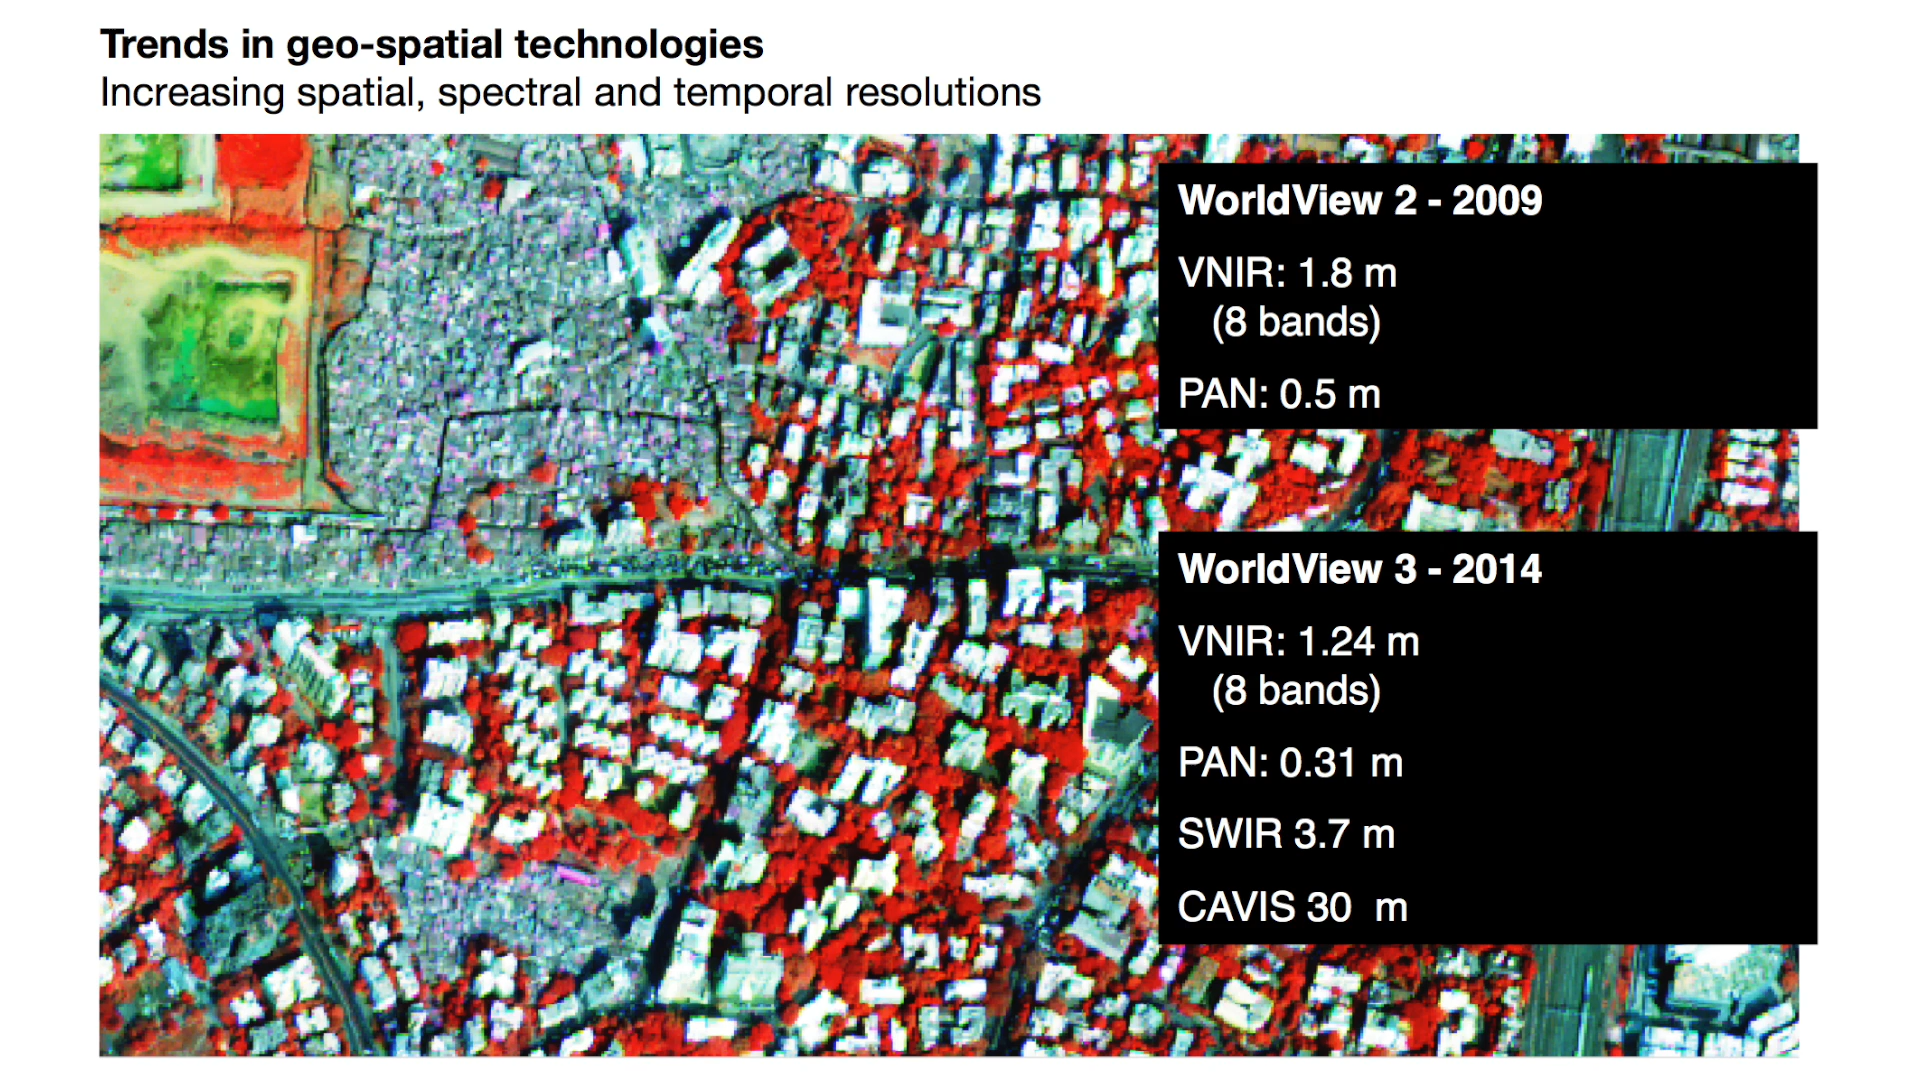 Trends in geo-spatial technologies
Increasing spatial, spectral and temporal resolutions
WorldView 2 - 2009
VNIR: 1.8 m
(8 bands)
PAN: 0.5 m
WorldView 3 - 2014
VNIR: 1.24 m
(8 bands)
PAN: 0.31 m
SWIR 3.7 m
CAVIS 30  m